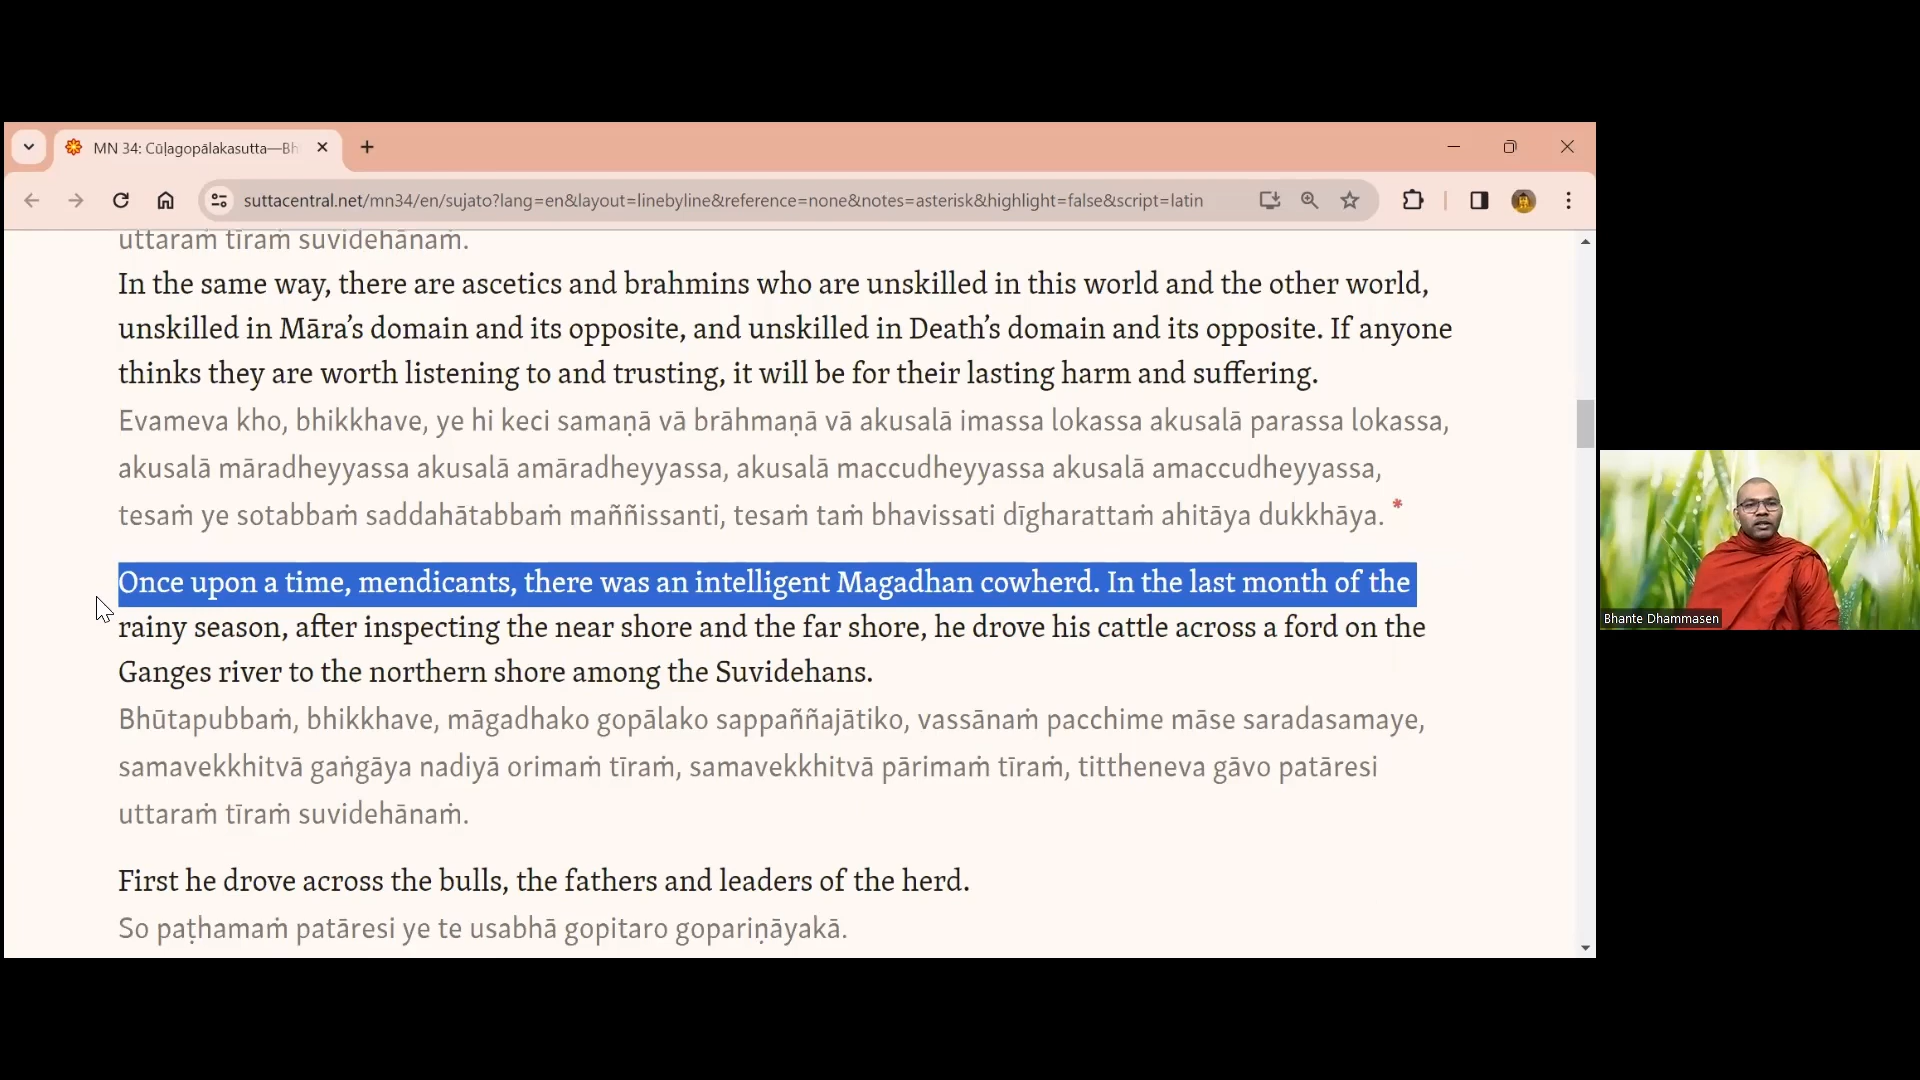 MN 34: Cūḷagopālakasutta—Bh
suttacentral.net/mn34/en/sujato?lang=en&layout=linebyline&reference=none&notes=asterisk&highlight=false&script=latin
uttaraṁ tīraṁ suvidehānaṁ.
In the same way, there are ascetics and brahmins who are unskilled in this world and the other world,
unskilled in Māra’s domain and its opposite, and unskilled in Death’s domain and its opposite. If anyone
thinks they are worth listening to and trusting, it will be for their lasting harm and suffering.
Evameva kho, bhikkhave, ye hi keci samaṇā vā brāhmaṇā vā akusalā imassa lokassa akusalā parassa lokassa,
akusalā māradheyyassa akusalā amāradheyyassa, akusalā maccudheyyassa akusalā amaccudheyyassa,
tesaṁ ye sotabbaṁ saddahātabbaṁ maññissanti, tesaṁ taṁ bhavissati dīgharattaṁ ahitāya dukkhāya. *
Once upon a time, mendicants, there was an intelligent Magadhan cowherd. In the last month of the
rainy season, after inspecting the near shore and the far shore, he drove his cattle across a ford on the
Ganges river to the northern shore among the Suvidehans.
Bhūtapubbaṁ, bhikkhave, māgadhako gopālako sappaññajātiko, vassānaṁ pacchime māse saradasamaye,
samavekkhitvā gaṅgāya nadiyā orimaṁ tīraṁ, samavekkhitvā pārimaṁ tīraṁ, tittheneva gāvo patāresi
uttaraṁ tīraṁ suvidehānaṁ.
First he drove across the bulls, the fathers and leaders of the herd.
So paṭhamaṁ patāresi ye te usabhā gopitaro gopariṇāyakā.
Bhante Dhammasen